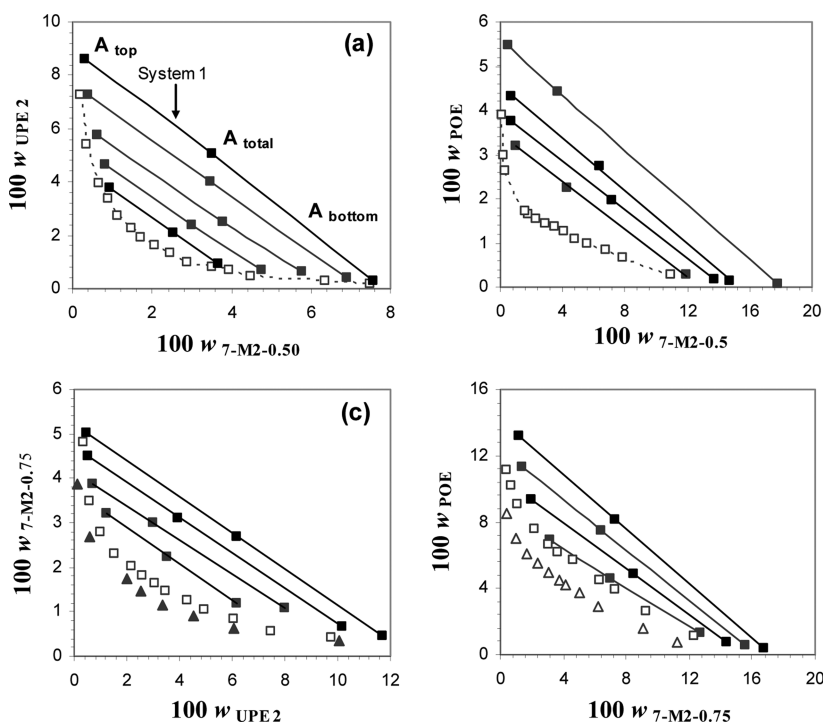 (a)
A top
System 1
A total
A bottom
100 w UPE 2
10
8
6
4
2
0
0 2 4 6 8
100 w 7-M2-0.50
100 w POE
6
5
4
3
2
1
0
0 4 8 12 16 20
100 w 7-M2-0.5
(c)
100 w 7-M2-0.75
5
4
3
2
1
0
0 2 4 6 8 10 12
100 w UPE 2
100 w POE
16
12
8
4
0
0 4 8 12 16 20
100 w 7-M2-0.75